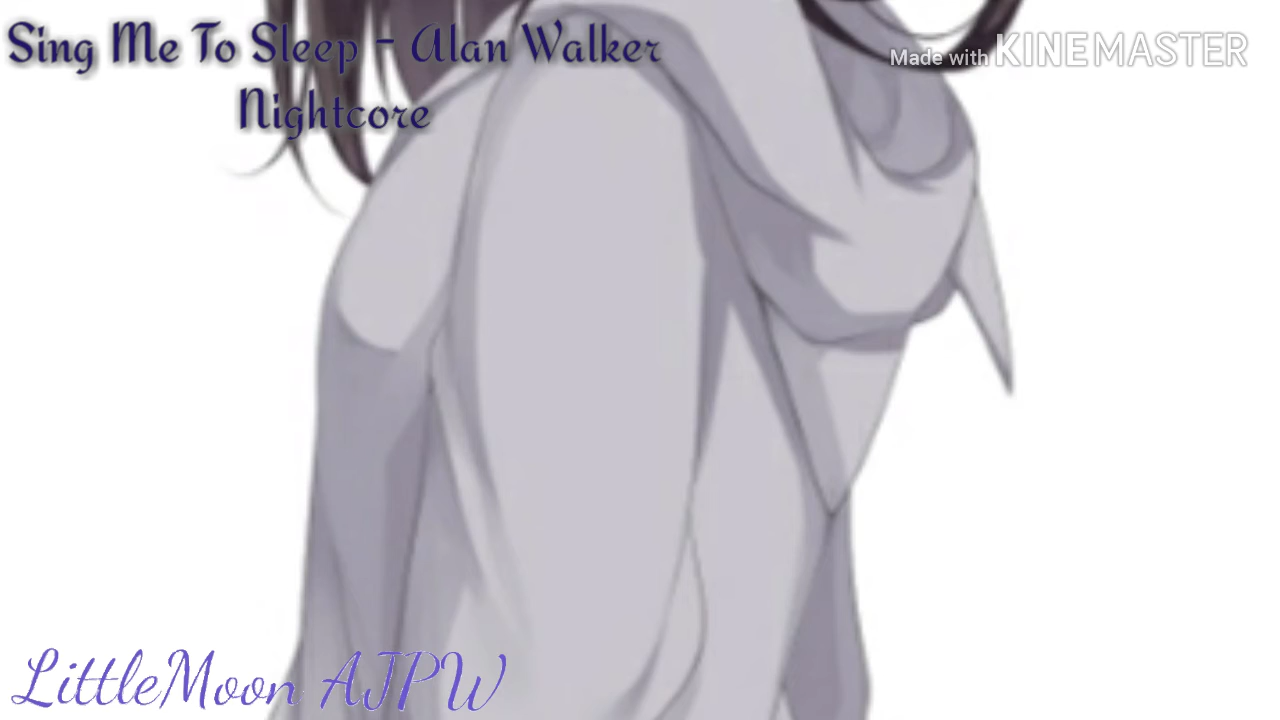 Sing Me To Sleep - Alan Walker
Nightcore
Made with KINEMASTER
LittleMoon AJPW